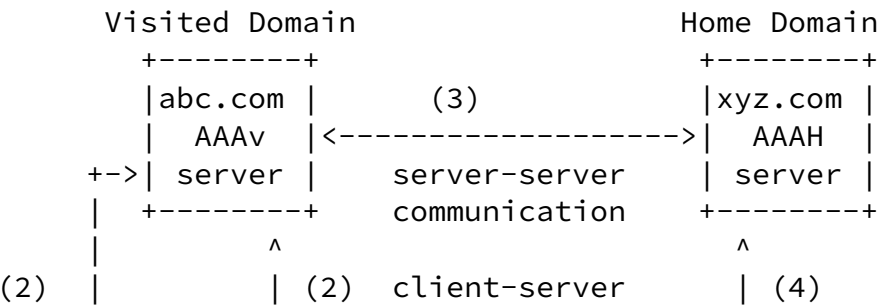 Visited Domain                    Home Domain
         +--------+                      +--------+
         |abc.com |       (3)            |xyz.com |
         |  AAAv  |<-------------------->|  AAAH  |
      +->| server |    server-server     | server |
      |  +--------+    communication     +--------+
      |          ^                         ^
(2)   |          | (2)  client-server      | (4)